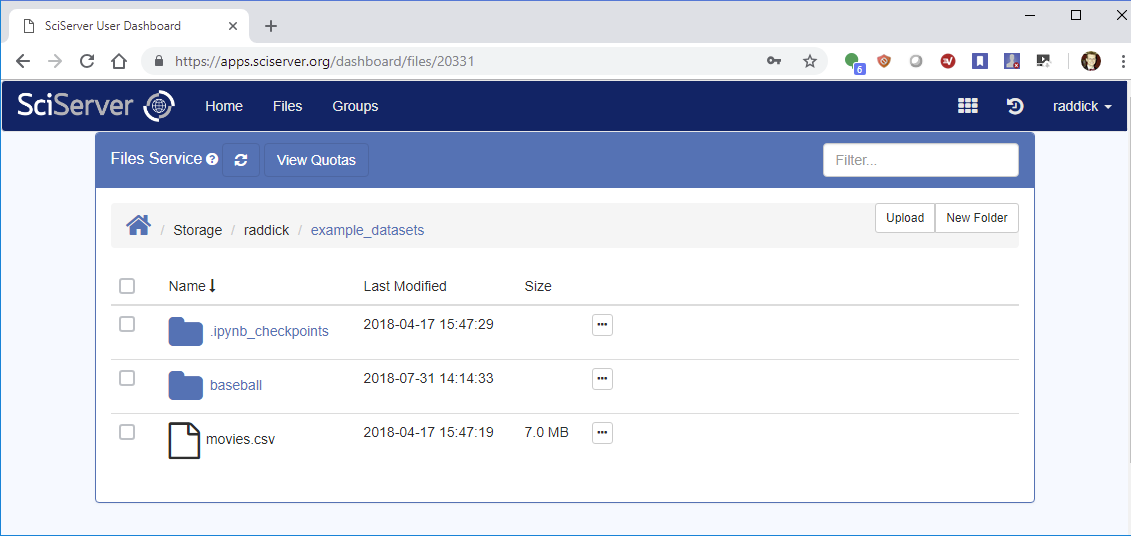 SciServer User Dashboard
https://apps.sciserver.org/dashboard/files/20331
6
SciServer Home Files Groups raddick
Files Service View Quotas Filter...
/ Storage / raddick / example_datasets Upload New Folder
Name Last Modified Size
.ipynb_checkpoints 2018-04-17 15:47:29
baseball 2018-07-31 14:14:33
movies.csv 2018-04-17 15:47:19 7.0 MB